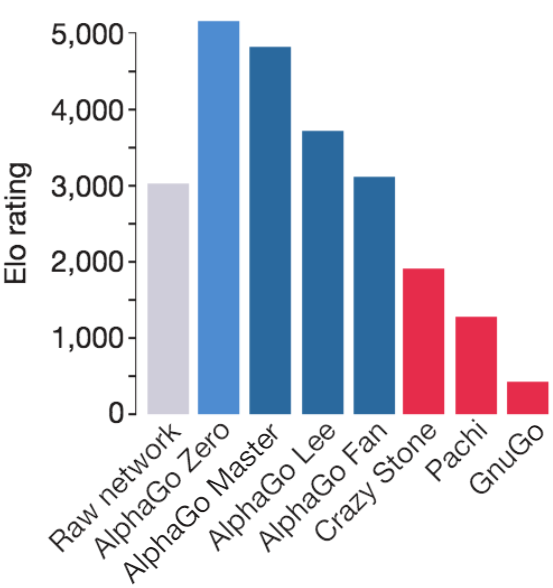 Elo rating
5,000
4,000
3,000
2,000
1,000
0
Raw network
AlphaGo Zero
AlphaGo Master
AlphaGo Lee
AlphaGo Fan
Crazy Stone
Pachi
GnuGo